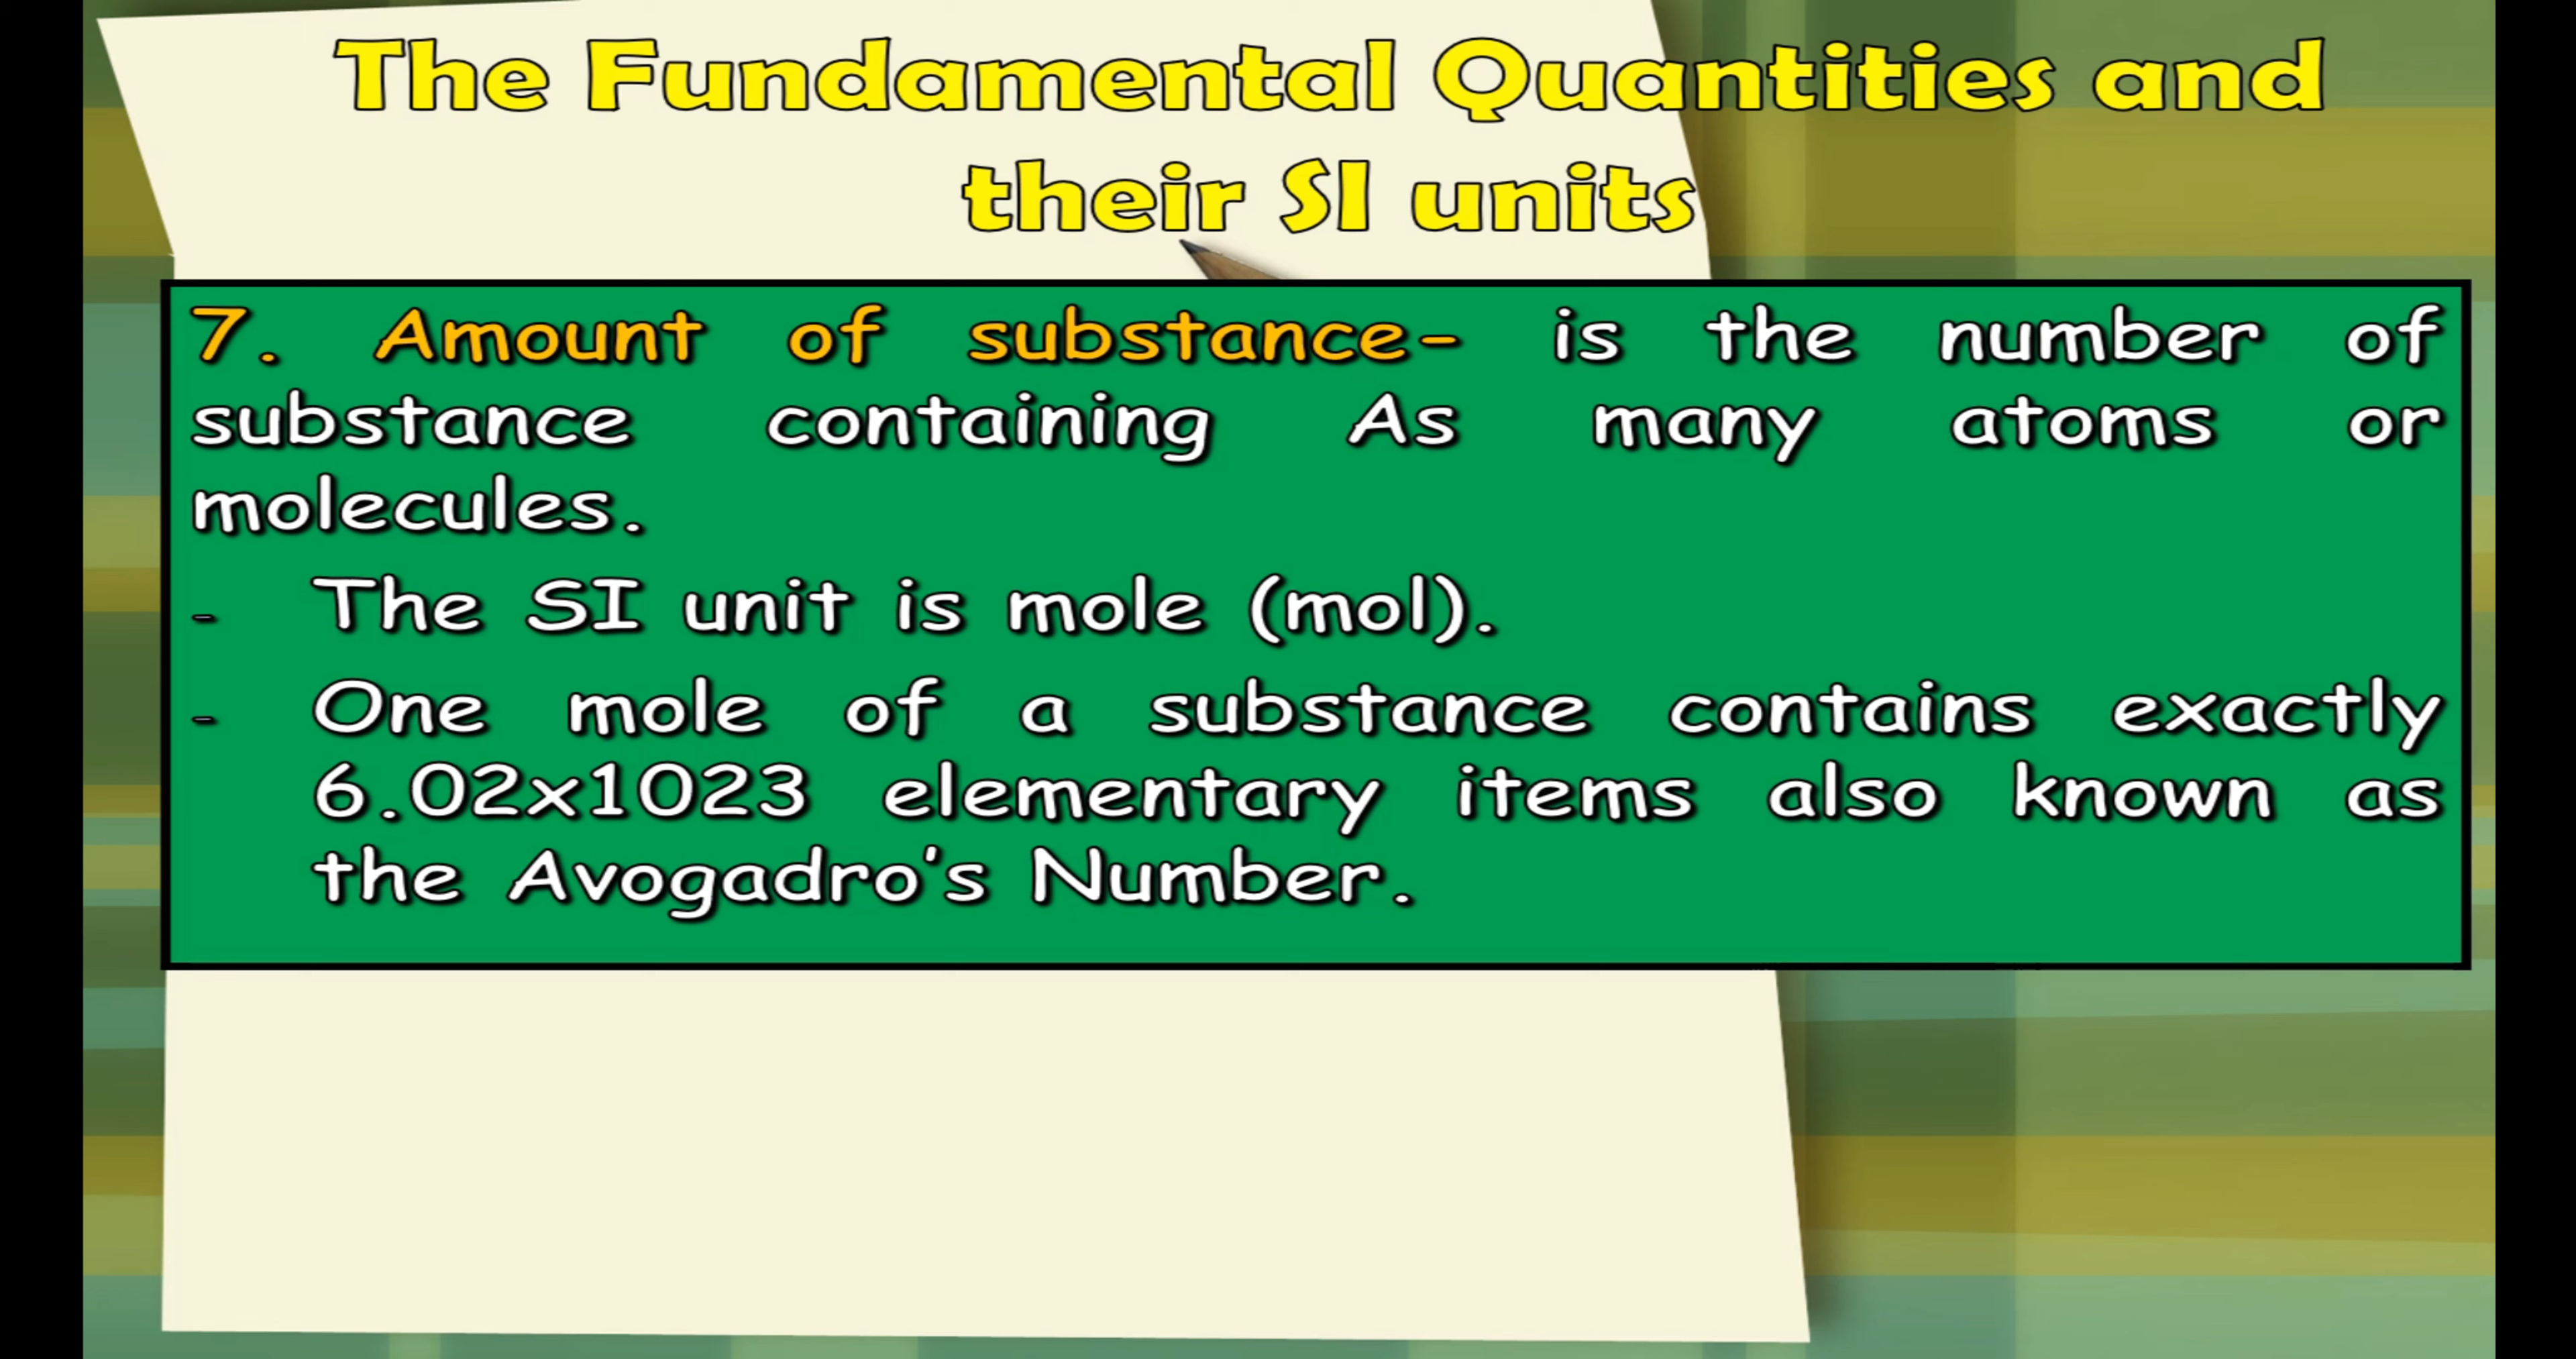 The Fundamental Quantities and
their SI units
7. Amount of substance- is the number of
substance containing As many atoms or
molecules.
- The SI unit is mole (mol).
- One mole of a substance contains exactly
6.02x1023 elementary items also known as
the Avogadro's Number.